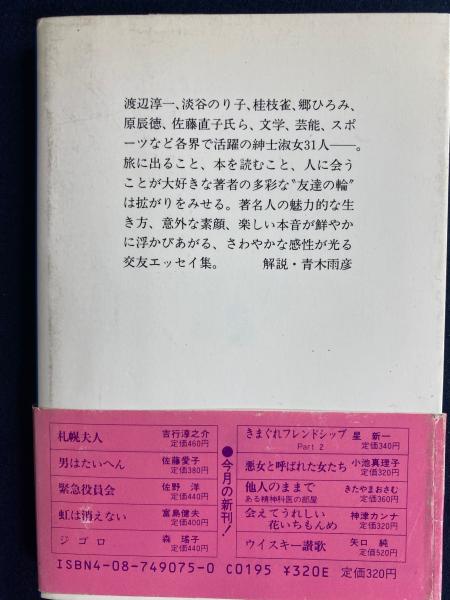 渡辺淳一、淡谷のり子、桂枝雀、郷ひろみ、
原辰徳、佐藤直子氏ら、文学、芸能、スポ
ーツなど各界で活躍の紳士淑女31人――。
旅に出ること、本を読むこと、人に会う
ことが大好きな著者の多彩な〝友達の輪〟
は拡がりをみせる。著名人の魅力的な生
き方、意外な素顔、楽しい本音が鮮やか
に浮かびあがる、さわやかな感性が光る
交友エッセイ集。 解説・青木雨彦
札幌夫人 吉行淳之介 定価460円
男はたいへん 佐藤愛子 定価380円
緊急役員会 佐野 洋 定価440円
虹は消えない 富島健夫 定価400円
ジゴロ 森 瑤子 定価440円
●今月の新刊!
きまぐれフレンドシップ Part 2 星 新一 定価340円
悪女と呼ばれた女たち 小池真理子 定価320円
他人のままで ある精神科医の部屋 きたやまおさむ 定価360円
会えてうれしい 花いちもんめ 神津カンナ 定価320円
ウイスキー讃歌 矢口 純 定価520円
ISBN4-08-749075-0 C0195 ¥320E 定価320円